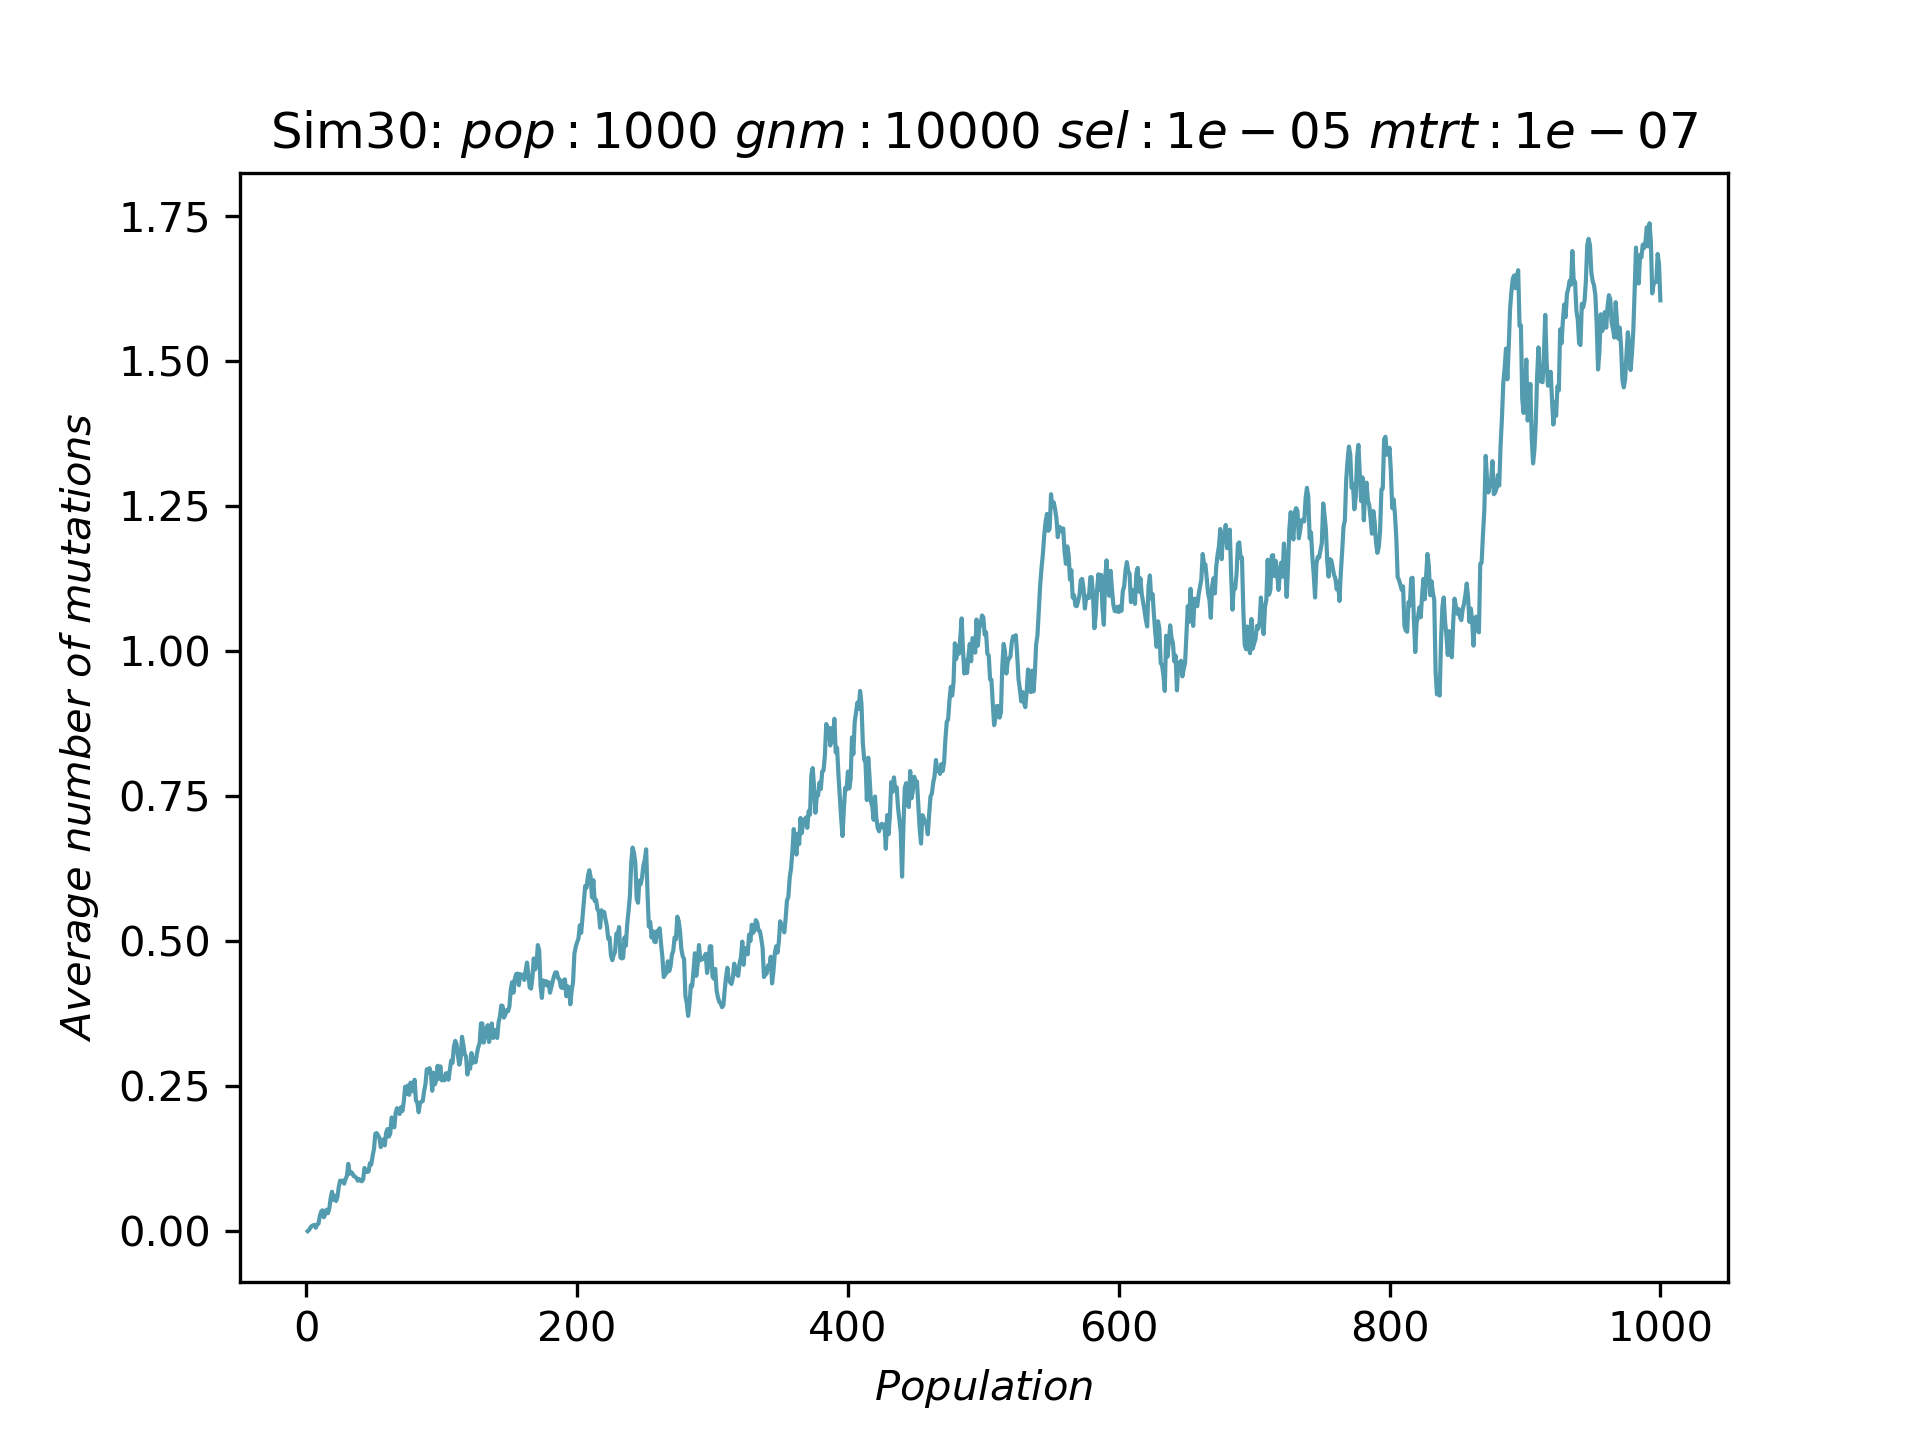 Sim30: pop : 1000 gnm : 10000 sel : 1e − 05 mtrt : 1e − 07
Average number of mutations
1.75
1.50
1.25
1.00
0.75
0.50
0.25
0.00
0 200 400 600 800 1000
Population